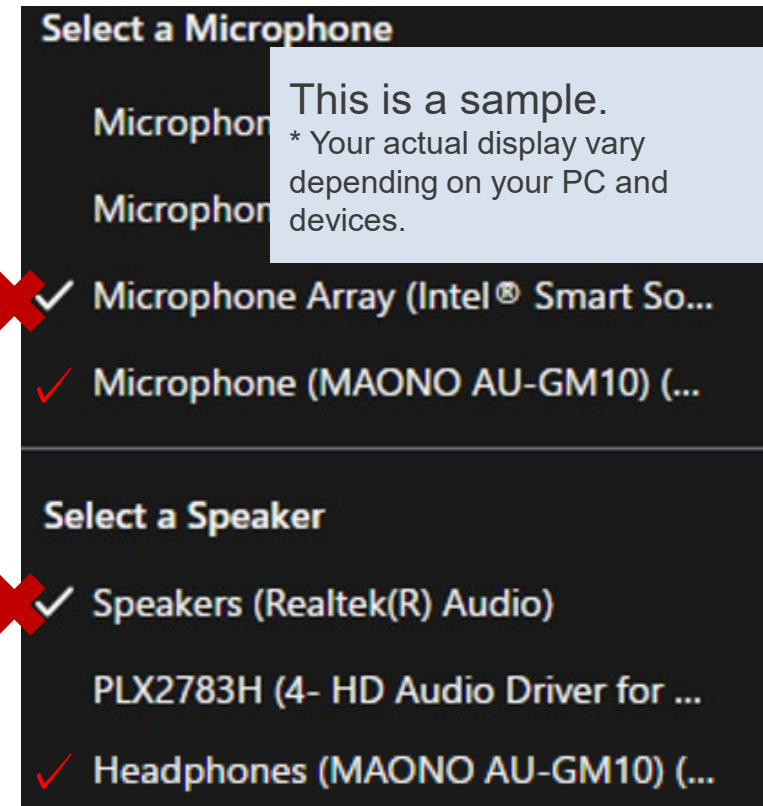 Select a Microphone
This is a sample.
* Your actual display vary
depending on your PC and
devices.
Microphone Array (Intel® Smart So...
Microphone (MAONO AU-GM10) (...
Select a Speaker
Speakers (Realtek(R) Audio)
PLX2783H (4- HD Audio Driver for ...
Headphones (MAONO AU-GM10) (...